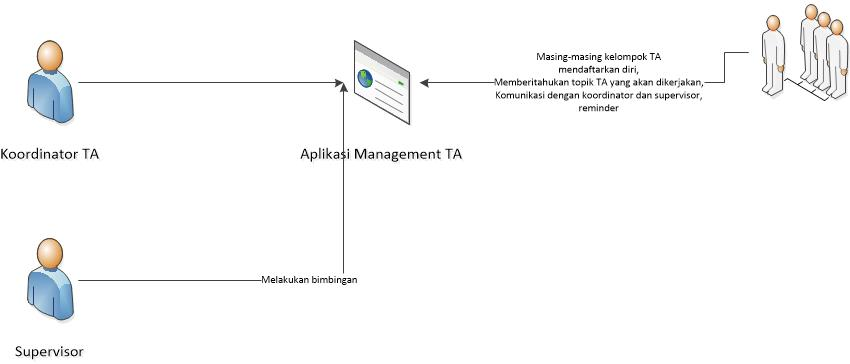 Masing-masing kelompok TA
mendaftarkan diri,
Memberitahukan topik TA yang akan dikerjakan,
Komunikasi dengan koordinator dan supervisor,
reminder
Koordinator TA
Aplikasi Management TA
Melakukan bimbingan
Supervisor